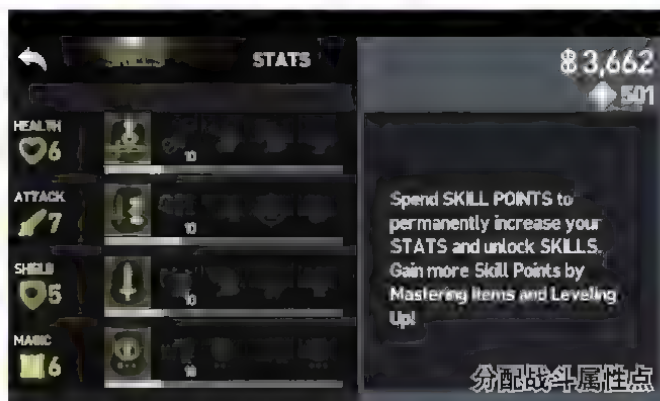 STATS
3,662
501
HEALTH
6
10
ATTACK
7
10
SHIELD
5
10
MAGIC
6
10
Spend SKILL POINTS to
permanently increase your
STATS and unlock SKILLS.
Gain more Skill Points by
Mastering Items and Leveling
Up!
分配战斗属性点